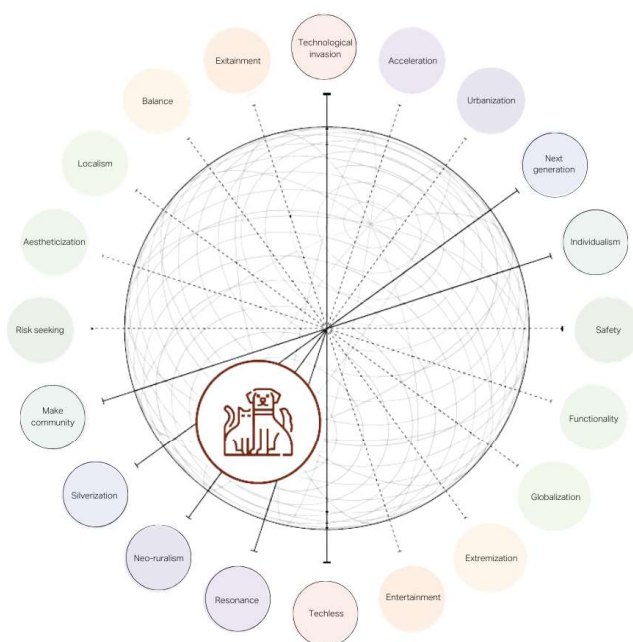 Technological
invasion
Exitainment
Acceleration
Balance
Urbanization
Localism
Next
generation
Aestheticization
Individualism
Risk seeking
Safety
Make
community
Functionality
Silverization
Globalization
Neo-ruralism
Extremization
Resonance
Entertainment
Techless